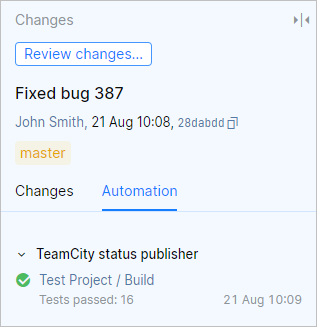 Changes
Review changes...
Fixed bug 387
John Smith, 21 Aug 10:08, 28dabdd
master
Changes Automation
TeamCity status publisher
Test Project / Build
Tests passed: 16 21 Aug 10:09